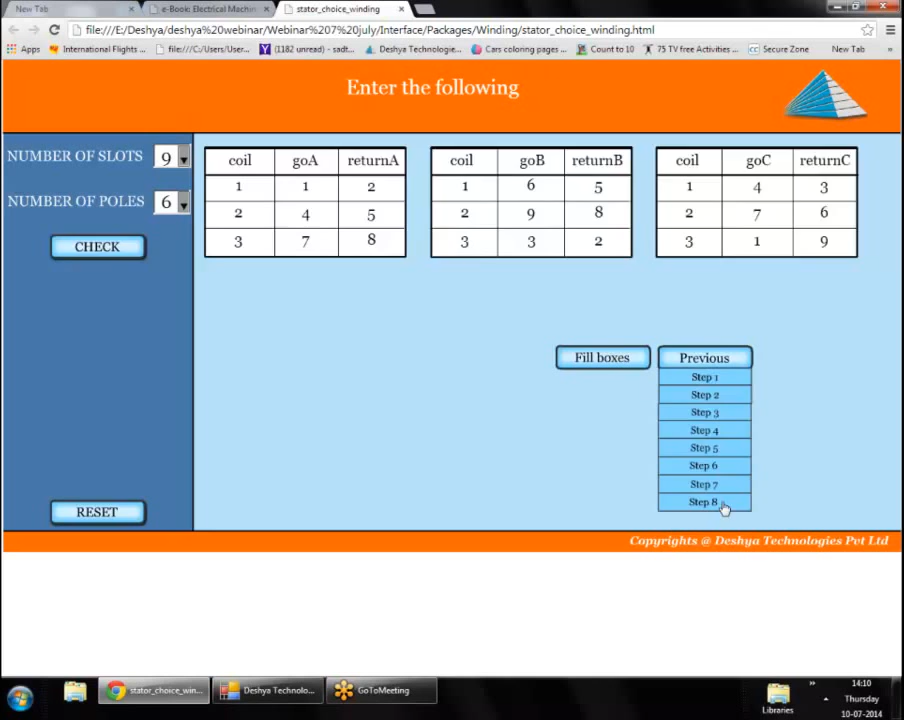 New Tab
e-Book: Electrical Machin
stator_choice_winding
file:///E:/Deshya/deshya%20webinar/Webinar%207%20july/Interface/Packages/Winding/stator_choice_winding.html
Apps International Flights ... file:///C:/Users/User... (1182 unread) - sadt... Deshya Technologie... Cars coloring pages ... Count to 10 75 TV free Activities ... Secure Zone New Tab
Enter the following
NUMBER OF SLOTS 9
NUMBER OF POLES 6
CHECK
RESET
coil goA returnA
1 1 2
2 4 5
3 7 8
coil goB returnB
1 6 5
2 9 8
3 3 2
coil goC returnC
1 4 3
2 7 6
3 1 9
Fill boxes
Previous
Step 1
Step 2
Step 3
Step 4
Step 5
Step 6
Step 7
Step 8
Copyrights @ Deshya Technologies Pvt Ltd
stator_choice_win...
Deshya Technolo...
GoToMeeting
Libraries
14:10
Thursday
10-07-2014